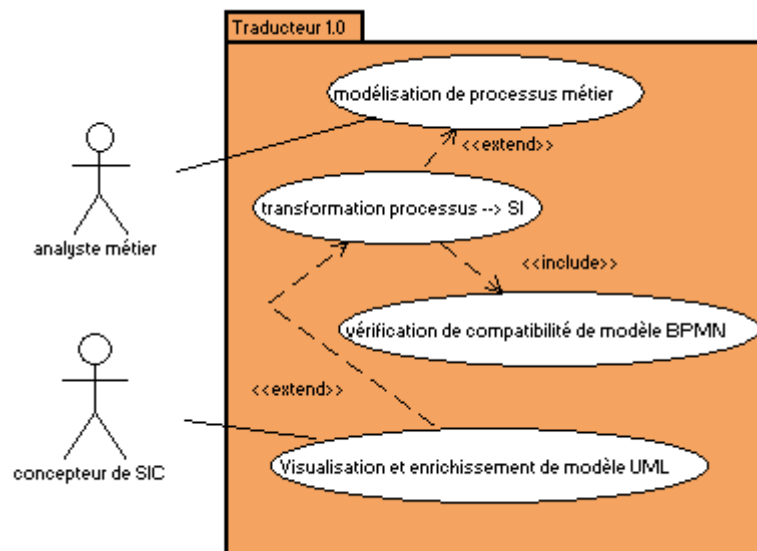 Traducteur 1.0
modélisation de processus métier
<<extend>>
transformation processus --> SI
analyste métier
<<include>>
vérification de compatibilité de modèle BPMN
<<extend>>
Visualisation et enrichissement de modèle UML
concepteur de SIC